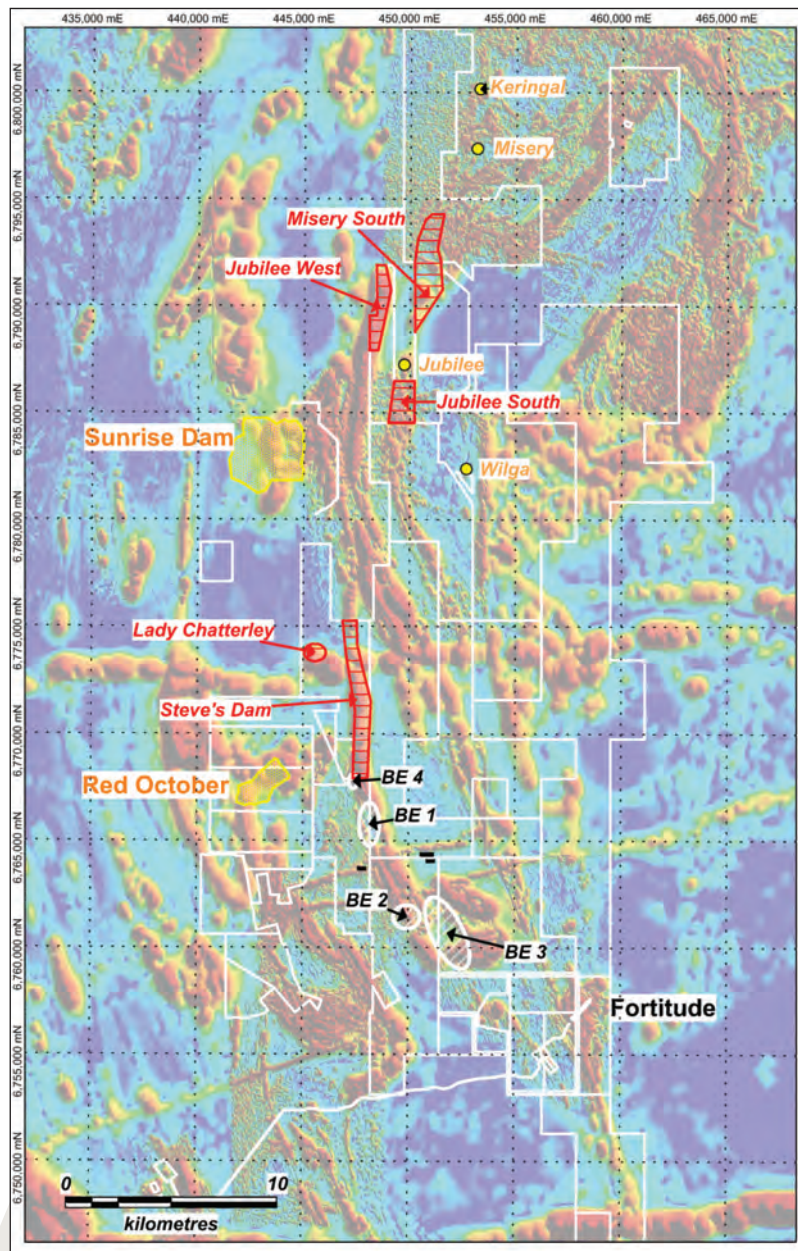 435,000 mE
440,000 mE
445,000 mE
450,000 mE
455,000 mE
460,000 mE
465,000 mE
6,800,000 mN
Keringal
Misery
6,795,000 mN
Misery South
Jubilee West
6,790,000 mN
Jubilee
Jubilee South
6,785,000 mN
Sunrise Dam
Wilga
6,780,000 mN
Lady Chatterley
6,775,000 mN
Steve's Dam
6,770,000 mN
Red October
BE 4
BE 1
6,765,000 mN
BE 2
BE 3
6,760,000 mN
Fortitude
6,755,000 mN
6,750,000 mN
0 10
kilometres